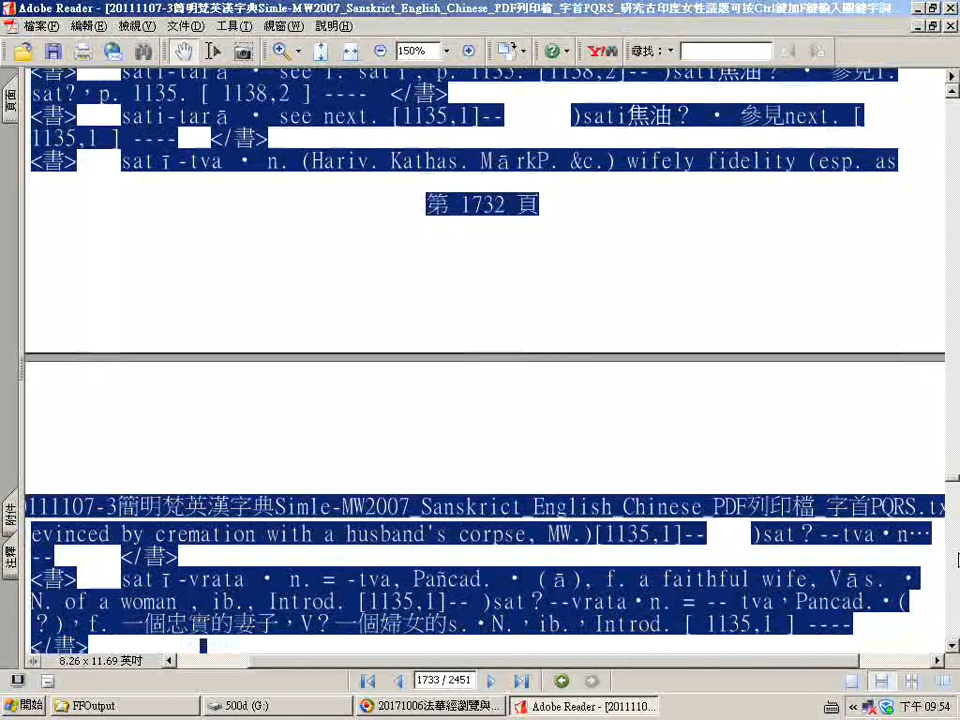 Adobe Reader - [20111107-3簡明梵英漢字典Simle-MW2007_Sanskrict_English_Chinese_PDF列印檔_字首PQRS_研究古印度女性議題可按Ctrl鍵加F鍵輸入關鍵字詞
檔案(F) 編輯(E) 檢視(V) 文件(D) 工具(T) 視窗(W) 說明(H)
150% Y! 尋找:
頁面
<書> sati-tarā • see 1. satī, p. 1135. [1138,2]-- )sati焦油? • 參見1.
sat?,p. 1135. [ 1138,2 ] ---- </書>
<書> sati-tarā • see next. [1135,1]-- )sati焦油? • 參見next. [
1135,1 ] ---- </書>
<書> satī-tva • n. (Hariv. Kathas. MārkP. &c.) wifely fidelity (esp. as
第 1732 頁
111107-3簡明梵英漢字典Simle-MW2007_Sanskrict_English_Chinese_PDF列印檔_字首PQRS.tx
附件
evinced by cremation with a husband's corpse, MW.)[1135,1]-- )sat?--tva•n…
-- </書>
注釋
<書> satī-vrata • n. = -tva, Pañcad. • (ā), f. a faithful wife, Vās. •
N. of a woman , ib., Introd. [1135,1]-- )sat?--vrata•n. = -- tva,Pancad.•(
?),f. 一個忠實的妻子,V?一個婦女的s.•N.,ib.,Introd. [ 1135,1 ] ----
</書>
8.26 x 11.69 英吋
1733 / 2451
開始 FFOutput 500d (G:) 20171006法華經瀏覽與... Adobe Reader - [2011110... 下午 09:54